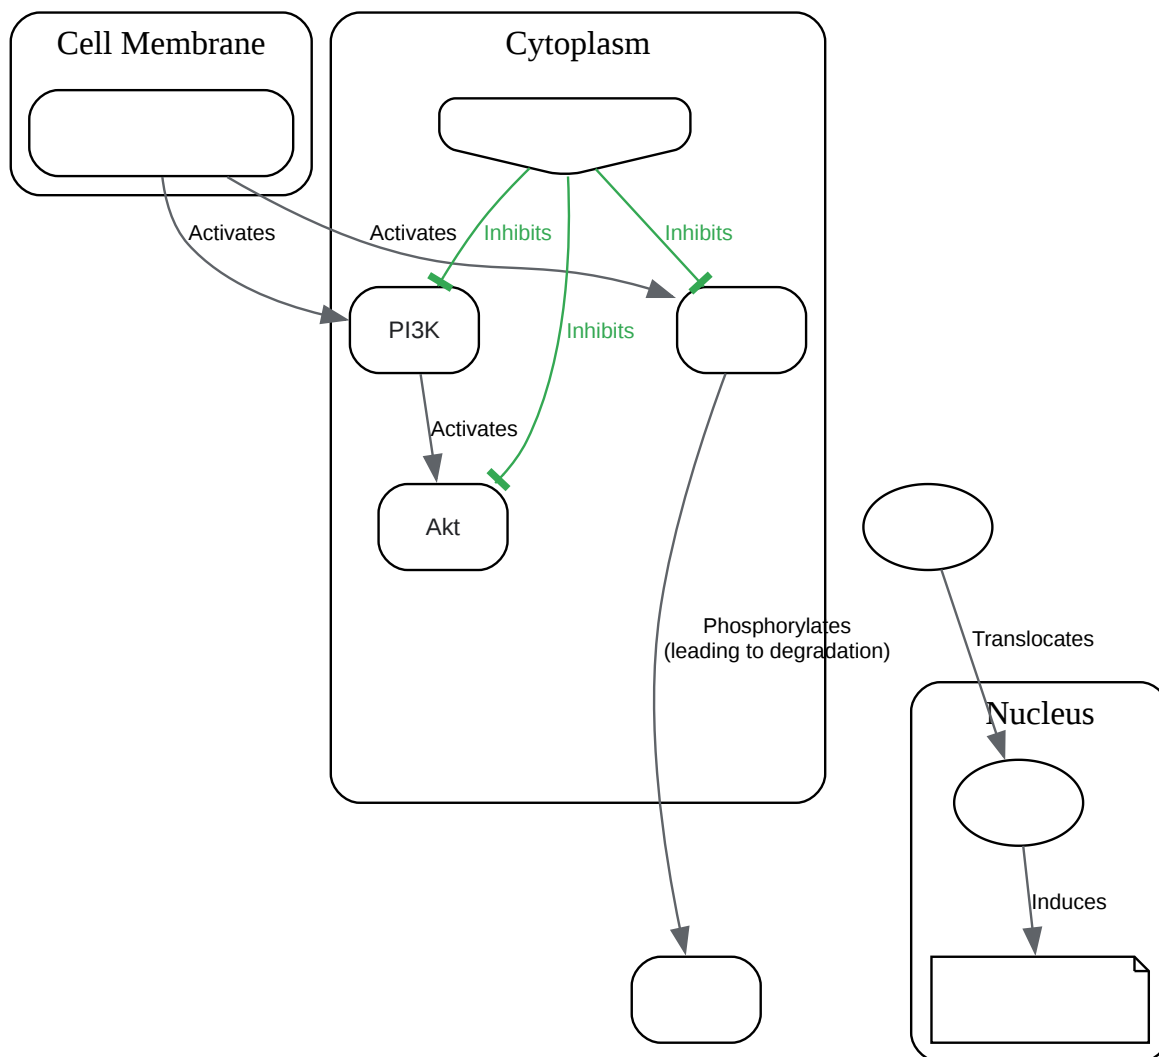 Cell Membrane
Cytoplasm
Activates
Activates
Inhibits
Inhibits
PI3K
Inhibits
Activates
Akt
Phosphorylates
(leading to degradation)
Translocates
Nucleus
Induces